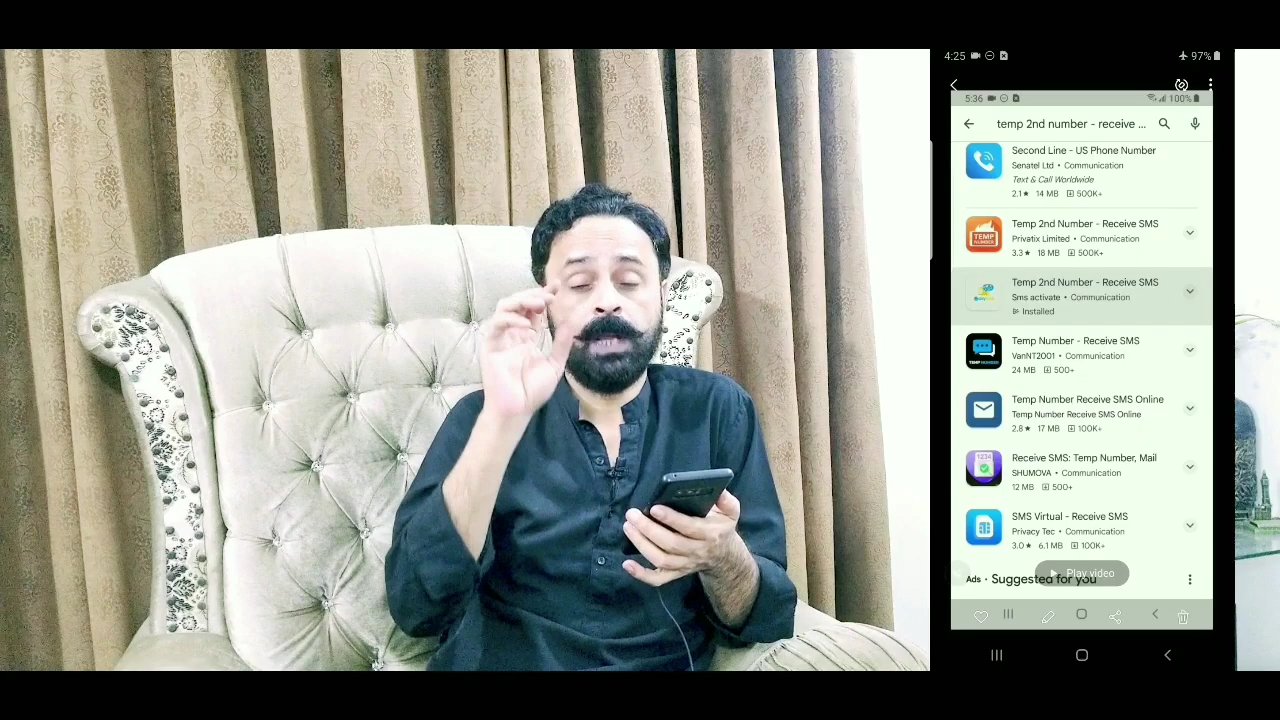 4:25
97%
5:36
100%
temp 2nd number - receive ...
Second Line - US Phone Number
Senatel Ltd • Communication
Text & Call Worldwide
2.1★ 14 MB 500K+
TEMP
NUMBER
Temp 2nd Number - Receive SMS
Privatix Limited • Communication
3.3★ 18 MB 500K+
Temp 2nd Number - Receive SMS
Sms activate • Communication
Installed
TEMP NUMBER
Temp Number - Receive SMS
VanNT2001 • Communication
24 MB 500+
Temp Number Receive SMS Online
Temp Number Receive SMS Online
2.8★ 17 MB 100K+
1234
Receive SMS: Temp Number, Mail
SHUMOVA • Communication
12 MB 500+
SMS Virtual - Receive SMS
Privacy Tec • Communication
3.0★ 6.1 MB 100K+
Ads • Suggested for you
Play video